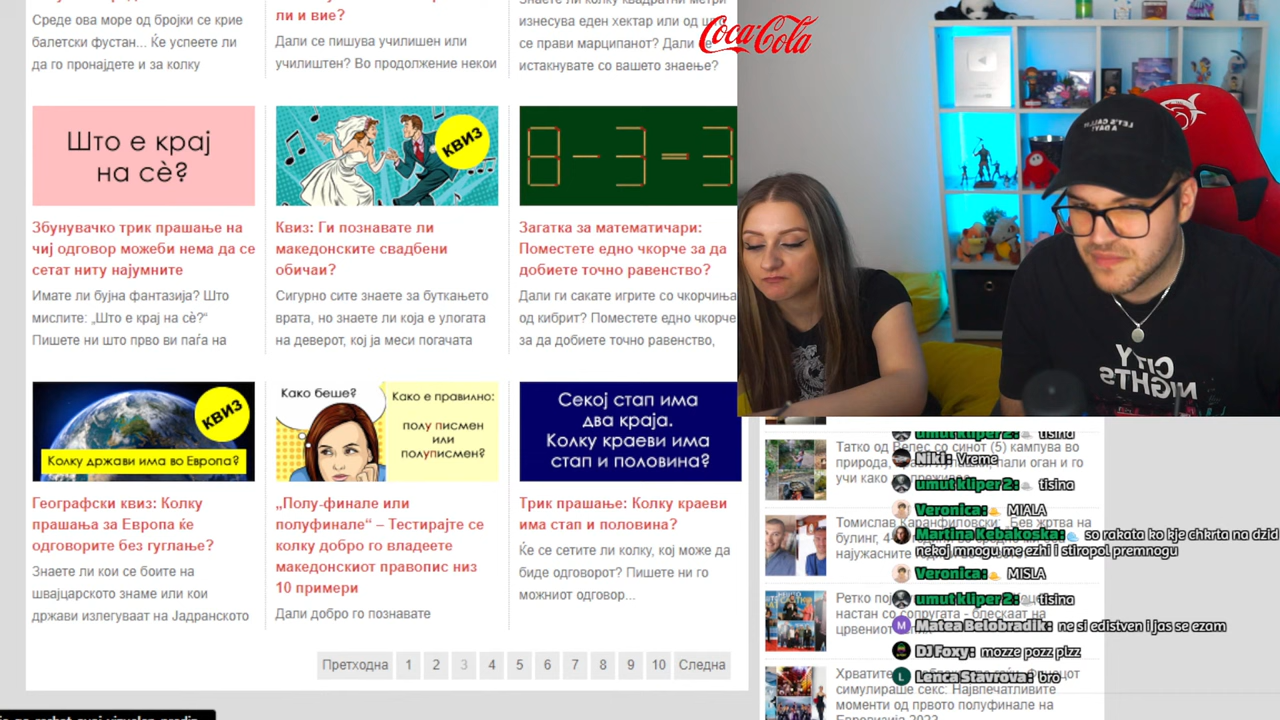 Среде ова море од бројки се крие
балетски фустан... Ќе успеете ли
да го пронајдете и за колку
ли и вие?
Дали се пишува училишен или
училиштен? Во продолжение некои
изнесува еден хектар или од
се прави марципанот? Дали
истакнувате со вашето знаење?
Coca-Cola
Што е крај
на сѐ?
КВИЗ
8-3=3
Збунувачко трик прашање на
чиј одговор можеби нема да се
сетат ниту најумните
Имате ли бујна фантазија? Што
мислите: „Што е крај на сѐ?“
Пишете ни што прво ви паѓа на
Квиз: Ги познавате ли
македонските свадбени
обичаи?
Сигурно сите знаете за буткањето
врата, но знаете ли која е улогата
на деверот, кој ја меси погачата
Загатка за математичари:
Поместете едно чкорче за да
добиете точно равенство?
Дали ги сакате игрите со чкорчиња
од кибрит? Поместете едно чкорче
за да добиете точно равенство,
КВИЗ
Колку држави има во Европа?
Како беше?
Како е правилно:
полу писмен
или
полуписмен?
Секој стап има
два краја.
Колку краеви има
стап и половина?
Географски квиз: Колку
прашања за Европа ќе
одговорите без гуглање?
Знаете ли кои се боите на
швајцарското знаме или кои
држави излегуваат на Јадранското
„Полу-финале или
полуфинале“ – Тестирајте се
колку добро го владеете
македонскиот правопис низ
10 примери
Дали добро го познавате
Трик прашање: Колку краеви
има стап и половина?
Ќе се сетите ли колку, кој може да
биде одговорот? Пишете ни го
можниот одговор...
Претходна 1 2 3 4 5 6 7 8 9 10 Следна
LET'S CALL IT
A DAY!
CITY
NIGHTS
Татко од Велес со синот (5) кампува во
природа, пали оган и го
учи како
Томислав Каранфиловски: „Бев жртва на
булинг,
најужасните
Ретко
настан со сопругата - блескаат на
црвениот
симулираше секс: Највпечатливите
моменти од првото полуфинале на
Евровизија 2023
umut kliper 2: tisina
Niki: Vreme
umut kliper 2: tisina
Veronica: MIALA
Martina Kebakoska: so rakata ko kje chkrta na dzid
nekoj mnogu me ezhi i stiropol premnogu
Veronica: MISLA
umut kliper 2: tisina
Matea Belobradik: ne si edistven i jas se ezam
DJ Foxy: mozze pozz plzz
Lenca Stavrova: bro